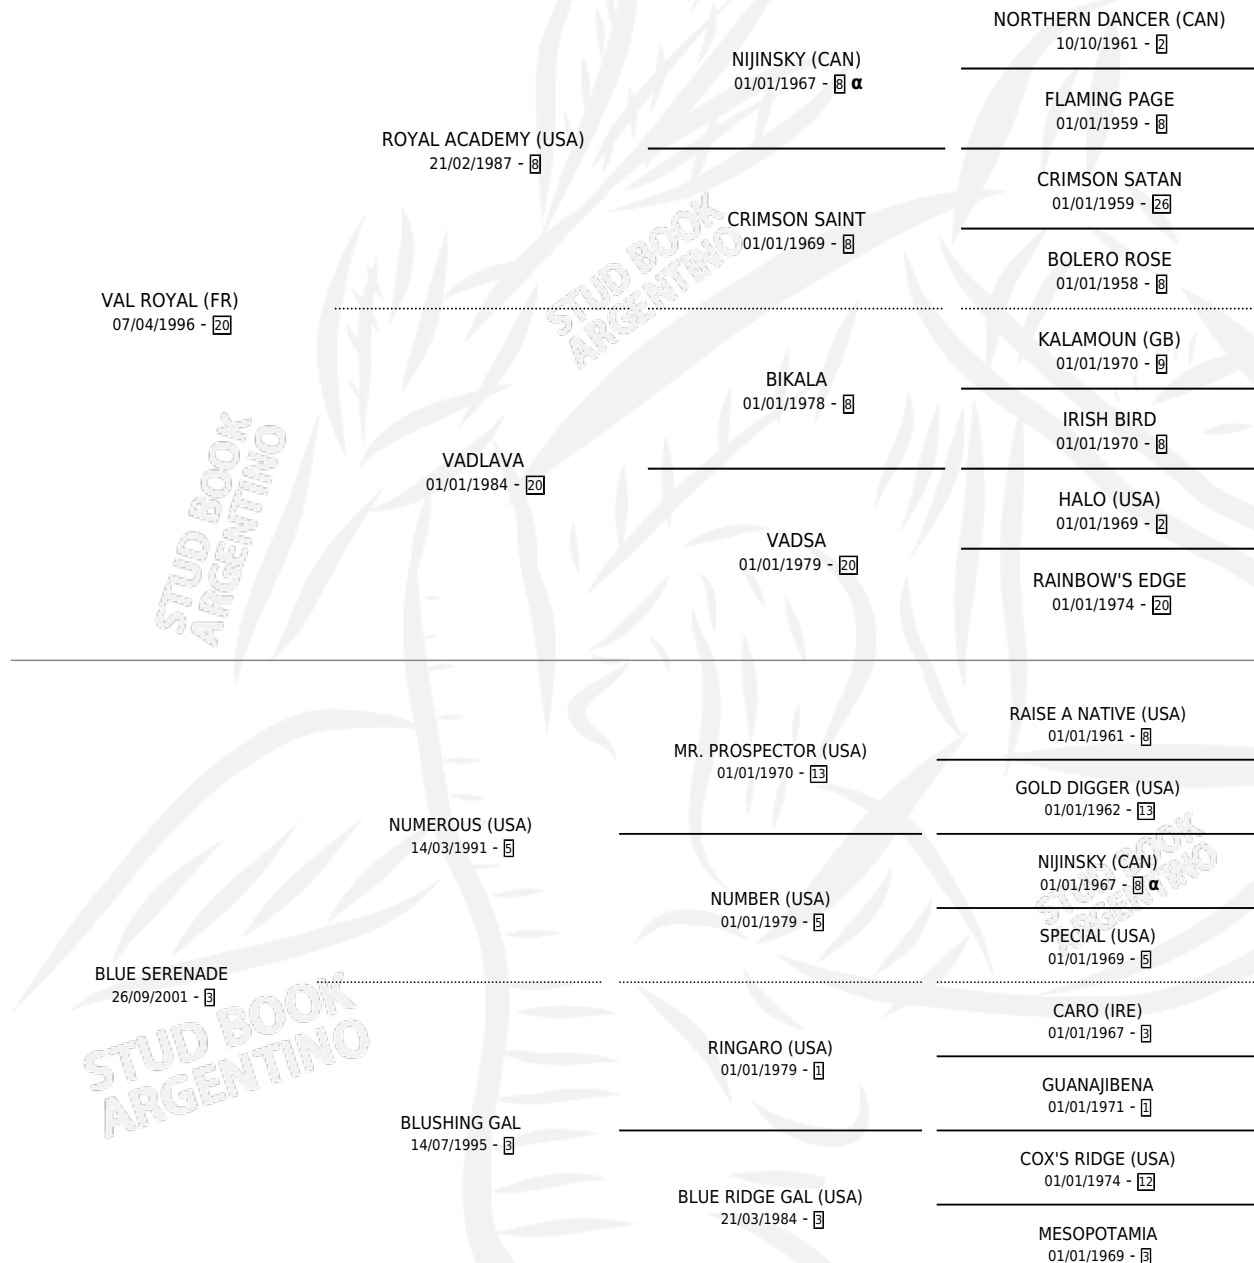 NORTHERN DANCER (CAN)
10/10/1961 - 2
NIJINSKY (CAN)
01/01/1967 - 8 α
FLAMING PAGE
01/01/1959 - 8
ROYAL ACADEMY (USA)
21/02/1987 - 8
CRIMSON SATAN
01/01/1959 - 26
CRIMSON SAINT
01/01/1969 - 8
BOLERO ROSE
01/01/1958 - 8
VAL ROYAL (FR)
07/04/1996 - 20
KALAMOUN (GB)
01/01/1970 - 9
BIKALA
01/01/1978 - 8
IRISH BIRD
01/01/1970 - 8
VADLAVA
01/01/1984 - 20
HALO (USA)
01/01/1969 - 2
VADSA
01/01/1979 - 20
RAINBOW'S EDGE
01/01/1974 - 20
STUD BOOK
ARGENTINO
STUD BOOK
ARGENTINO
RAISE A NATIVE (USA)
01/01/1961 - 8
MR. PROSPECTOR (USA)
01/01/1970 - 13
GOLD DIGGER (USA)
01/01/1962 - 13
NUMEROUS (USA)
14/03/1991 - 5
NIJINSKY (CAN)
01/01/1967 - 8 α
NUMBER (USA)
01/01/1979 - 5
SPECIAL (USA)
01/01/1969 - 5
BLUE SERENADE
26/09/2001 - 3
CARO (IRE)
01/01/1967 - 3
RINGARO (USA)
01/01/1979 - 1
GUANAJIBENA
01/01/1971 - 1
BLUSHING GAL
14/07/1995 - 3
COX'S RIDGE (USA)
01/01/1974 - 12
BLUE RIDGE GAL (USA)
21/03/1984 - 3
MESOPOTAMIA
01/01/1969 - 3
STUD BOOK
ARGENTINO
STUD BOOK
ARGENTINO